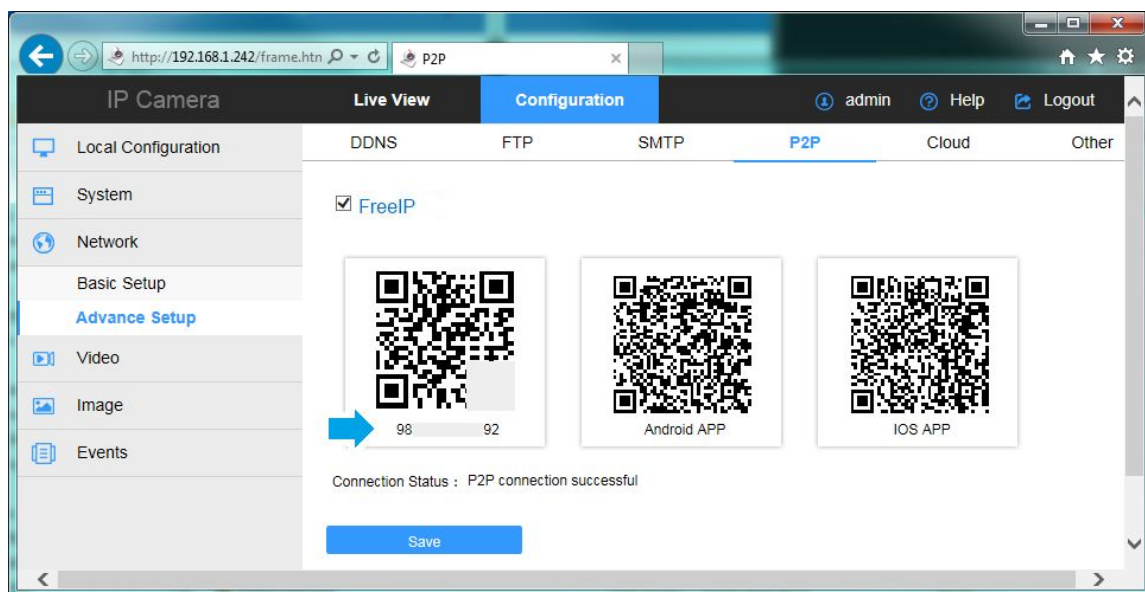 http://192.168.1.242/frame.htn
P2P
IP Camera
Live View
Configuration
admin
Help
Logout
Local Configuration
System
Network
Basic Setup
Advance Setup
Video
Image
Events
DDNS
FTP
SMTP
P2P
Cloud
Other
FreeIP
98 92
Android APP
IOS APP
Connection Status : P2P connection successful
Save